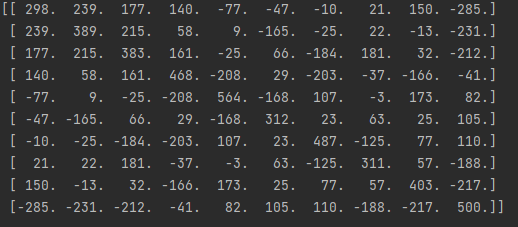 [[ 298. 239. 177. 140. -77. -47. -10. 21. 150. -285.]
[ 239. 389. 215. 58. 9. -165. -25. 22. -13. -231.]
[ 177. 215. 383. 161. -25. 66. -184. 181. 32. -212.]
[ 140. 58. 161. 468. -208. 29. -203. -37. -166. -41.]
[ -77. 9. -25. -208. 564. -168. 107. -3. 173. 82.]
[ -47. -165. 66. 29. -168. 312. 23. 63. 25. 105.]
[ -10. -25. -184. -203. 107. 23. 487. -125. 77. 110.]
[ 21. 22. 181. -37. -3. 63. -125. 311. 57. -188.]
[ 150. -13. 32. -166. 173. 25. 77. 57. 403. -217.]
[-285. -231. -212. -41. 82. 105. 110. -188. -217. 500.]]